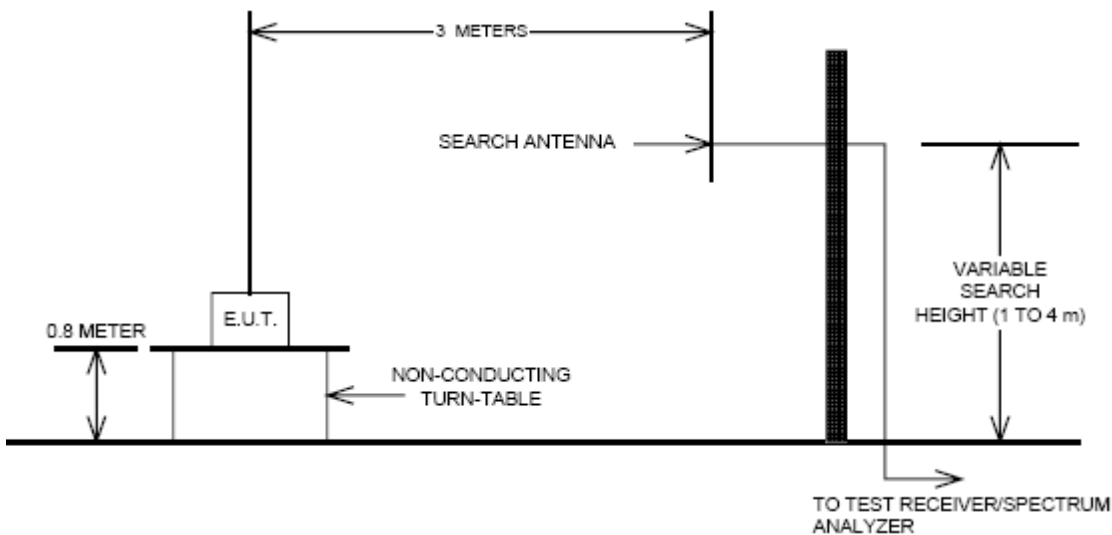 3 METERS
SEARCH ANTENNA
VARIABLE
SEARCH
HEIGHT (1 TO 4 m)
E.U.T.
0.8 METER
NON-CONDUCTING
TURN-TABLE
TO TEST RECEIVER/SPECTRUM
ANALYZER